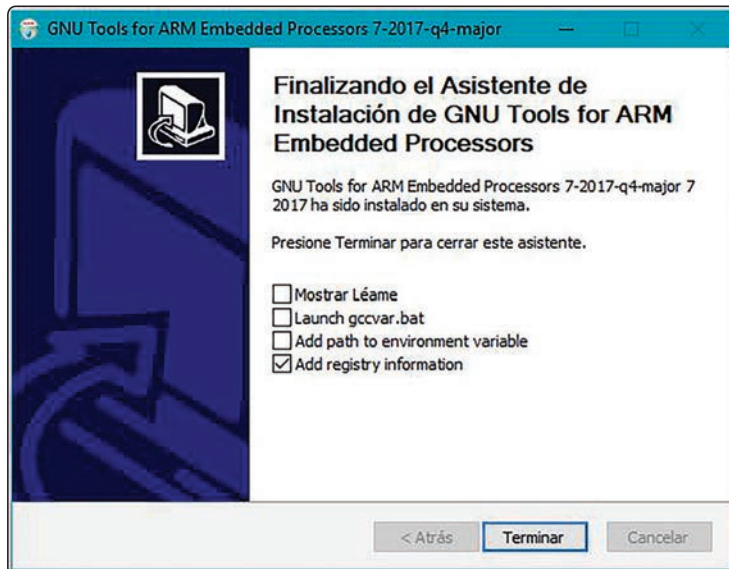 GNU Tools for ARM Embedded Processors 7-2017-q4-major
Finalizando el Asistente de
Instalación de GNU Tools for ARM
Embedded Processors
GNU Tools for ARM Embedded Processors 7-2017-q4-major 7
2017 ha sido instalado en su sistema.
Presione Terminar para cerrar este asistente.
Mostrar Léame
Launch gccvar.bat
Add path to environment variable
Add registry information
< Atrás
Terminar
Cancelar